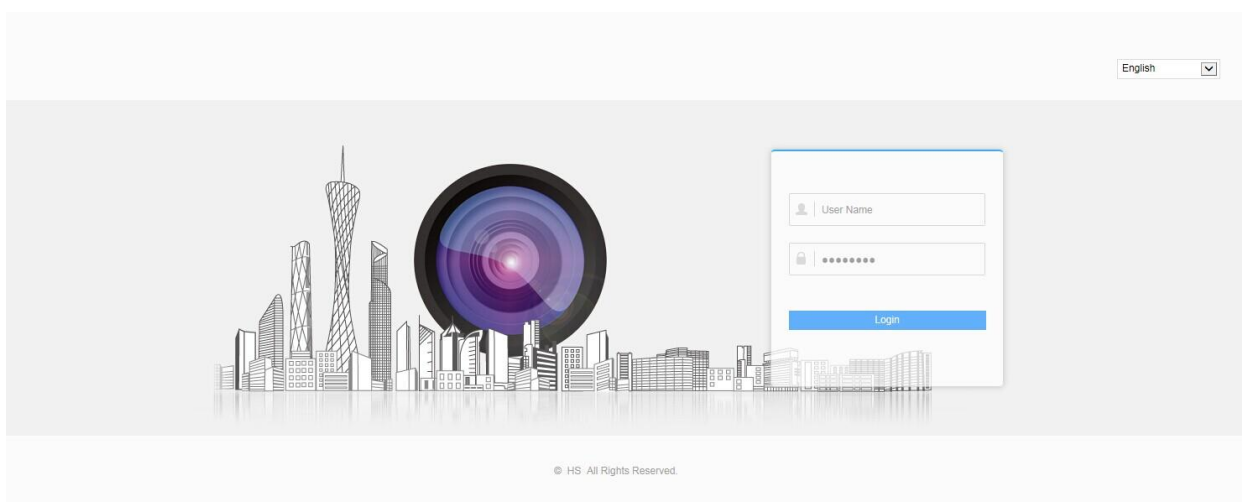 English
User Name
●●●●●●●●
Login
© HS All Rights Reserved.